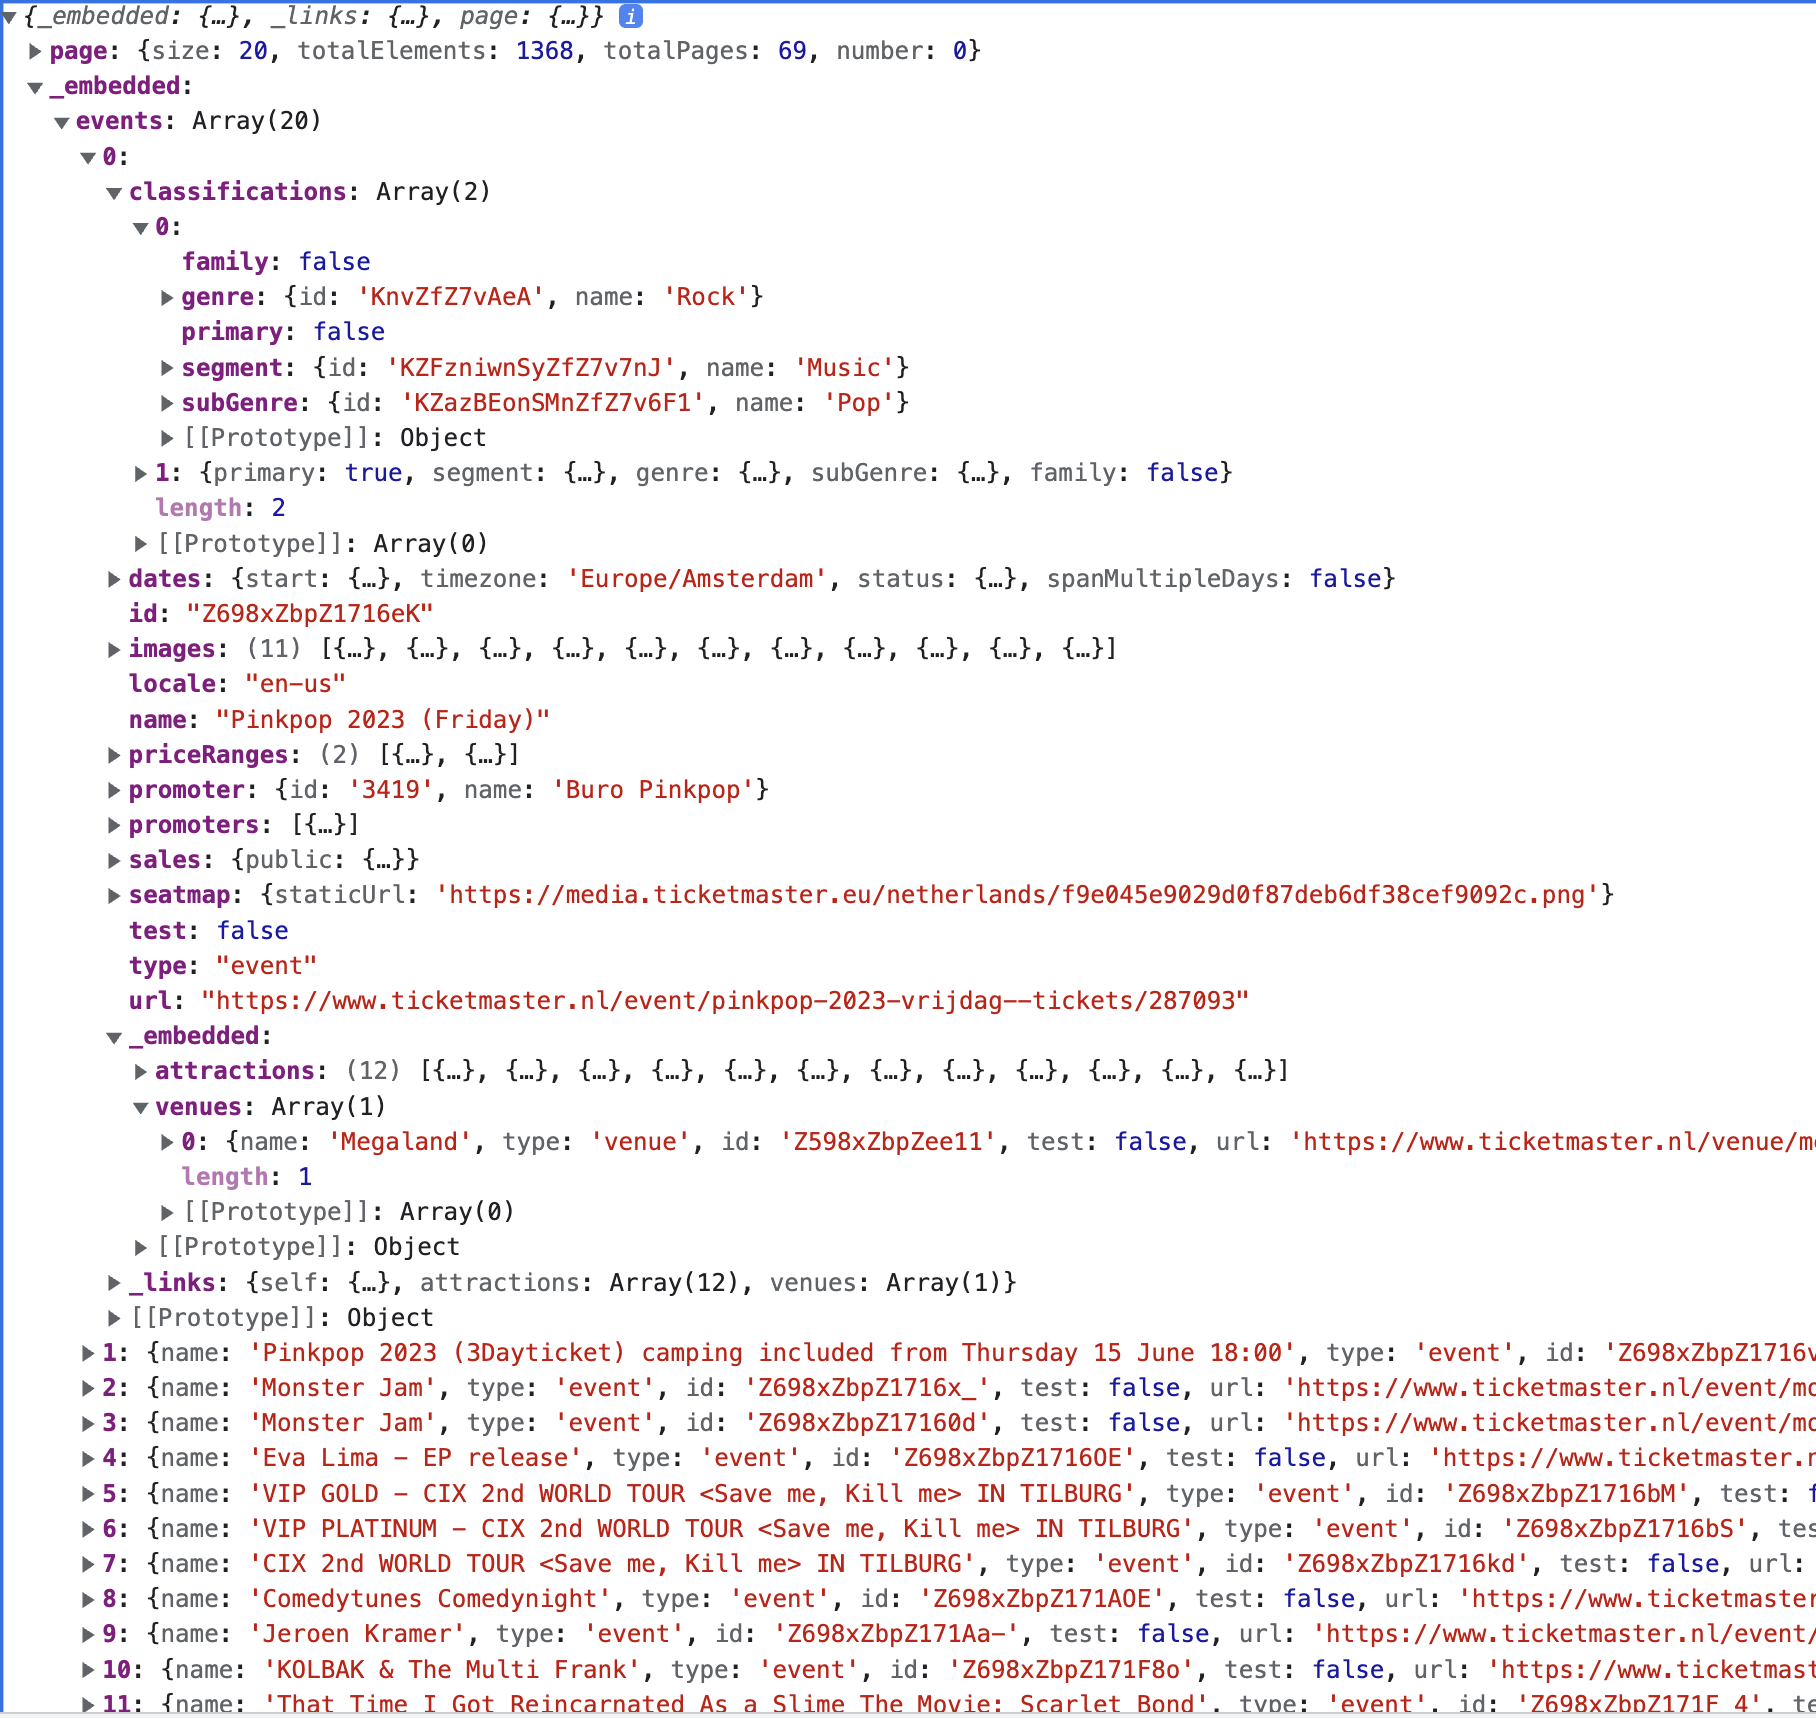 {_embedded: {…}, _links: {…}, page: {…}} i
page: {size: 20, totalElements: 1368, totalPages: 69, number: 0}
_embedded:
events: Array(20)
0:
classifications: Array(2)
0:
family: false
genre: {id: 'KnvZfZ7vAeA', name: 'Rock'}
primary: false
segment: {id: 'KZFzniwnSyZfZ7v7nJ', name: 'Music'}
subGenre: {id: 'KZazBEonSMnZfZ7v6F1', name: 'Pop'}
[[Prototype]]: Object
1: {primary: true, segment: {…}, genre: {…}, subGenre: {…}, family: false}
length: 2
[[Prototype]]: Array(0)
dates: {start: {…}, timezone: 'Europe/Amsterdam', status: {…}, spanMultipleDays: false}
id: "Z698xZbpZ1716eK"
images: (11) [{…}, {…}, {…}, {…}, {…}, {…}, {…}, {…}, {…}, {…}, {…}]
locale: "en-us"
name: "Pinkpop 2023 (Friday)"
priceRanges: (2) [{…}, {…}]
promoter: {id: '3419', name: 'Buro Pinkpop'}
promoters: [{…}]
sales: {public: {…}}
seatmap: {staticUrl: 'https://media.ticketmaster.eu/netherlands/f9e045e9029d0f87deb6df38cef9092c.png'}
test: false
type: "event"
url: "https://www.ticketmaster.nl/event/pinkpop-2023-vrijdag--tickets/287093"
_embedded:
attractions: (12) [{…}, {…}, {…}, {…}, {…}, {…}, {…}, {…}, {…}, {…}, {…}, {…}]
venues: Array(1)
0: {name: 'Megaland', type: 'venue', id: 'Z598xZbpZee11', test: false, url: 'https://www.ticketmaster.nl/venue/m
length: 1
[[Prototype]]: Array(0)
[[Prototype]]: Object
_links: {self: {…}, attractions: Array(12), venues: Array(1)}
[[Prototype]]: Object
1: {name: 'Pinkpop 2023 (3Dayticket) camping included from Thursday 15 June 18:00', type: 'event', id: 'Z698xZbpZ1716v
2: {name: 'Monster Jam', type: 'event', id: 'Z698xZbpZ1716x_', test: false, url: 'https://www.ticketmaster.nl/event/mo
3: {name: 'Monster Jam', type: 'event', id: 'Z698xZbpZ17160d', test: false, url: 'https://www.ticketmaster.nl/event/mo
4: {name: 'Eva Lima - EP release', type: 'event', id: 'Z698xZbpZ1716OE', test: false, url: 'https://www.ticketmaster.n
5: {name: 'VIP GOLD - CIX 2nd WORLD TOUR <Save me, Kill me> IN TILBURG', type: 'event', id: 'Z698xZbpZ1716bM', test: f
6: {name: 'VIP PLATINUM - CIX 2nd WORLD TOUR <Save me, Kill me> IN TILBURG', type: 'event', id: 'Z698xZbpZ1716bS', tes
7: {name: 'CIX 2nd WORLD TOUR <Save me, Kill me> IN TILBURG', type: 'event', id: 'Z698xZbpZ1716kd', test: false, url:
8: {name: 'Comedytunes Comedynight', type: 'event', id: 'Z698xZbpZ171AOE', test: false, url: 'https://www.ticketmaster
9: {name: 'Jeroen Kramer', type: 'event', id: 'Z698xZbpZ171Aa-', test: false, url: 'https://www.ticketmaster.nl/event/
10: {name: 'KOLBAK & The Multi Frank', type: 'event', id: 'Z698xZbpZ171F8o', test: false, url: 'https://www.ticketmast
11: {name: 'That Time I Got Reincarnated As a Slime The Movie: Scarlet Bond', type: 'event', id: 'Z698xZbpZ171F_4', te